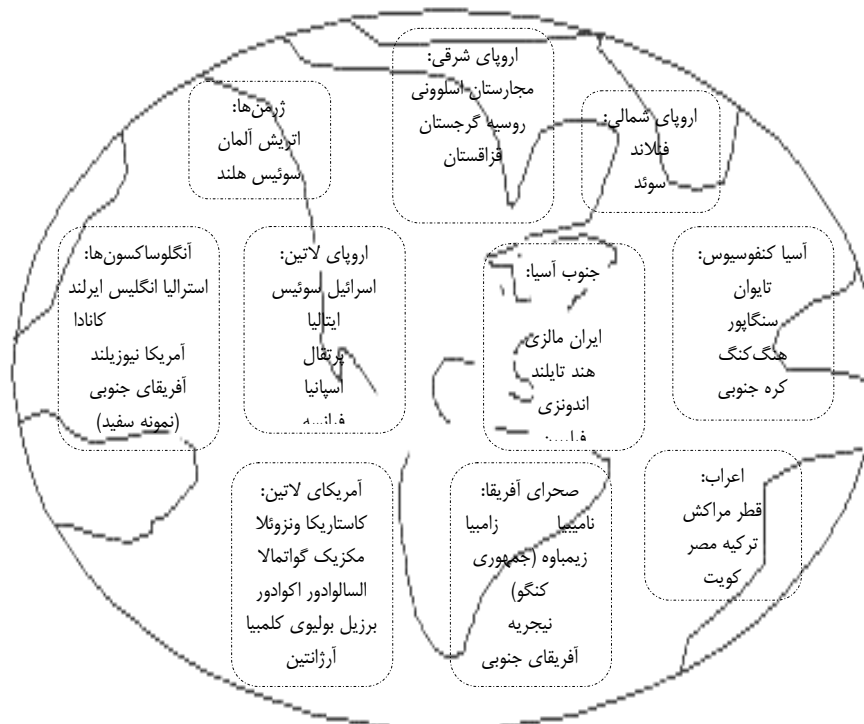 اروپای شرقی:
مجارستان اسلوونی
روسیه گرجستان
قزاقستان
اروپای شمالی:
فنلاند
سوئد
ژرمن‌ها:
اتریش آلمان
سوئیس هلند
آسیا کنفوسیوس:
تایوان
سنگاپور
هنگ‌کنگ
کره جنوبی
جنوب آسیا:
ایران مالزی
هند تایلند
اندونزی
اروپای لاتین:
اسرائیل سوئیس
ایتالیا
پرتقال
اسپانیا
فرانسه
آنگلوساکسون‌ها:
استرالیا انگلیس ایرلند
کانادا
آمریکا نیوزیلند
آفریقای جنوبی
(نمونه سفید)
اعراب:
قطر مراکش
ترکیه مصر
کویت
صحرای آفریقا:
نامیبیا زامبیا
زیمباوه (جمهوری
کنگو)
نیجریه
آفریقای جنوبی
آمریکای لاتین:
کاستاریکا ونزوئلا
مکزیک گواتمالا
السالوادور اکوادور
برزیل بولیوی کلمبیا
آرژانتین